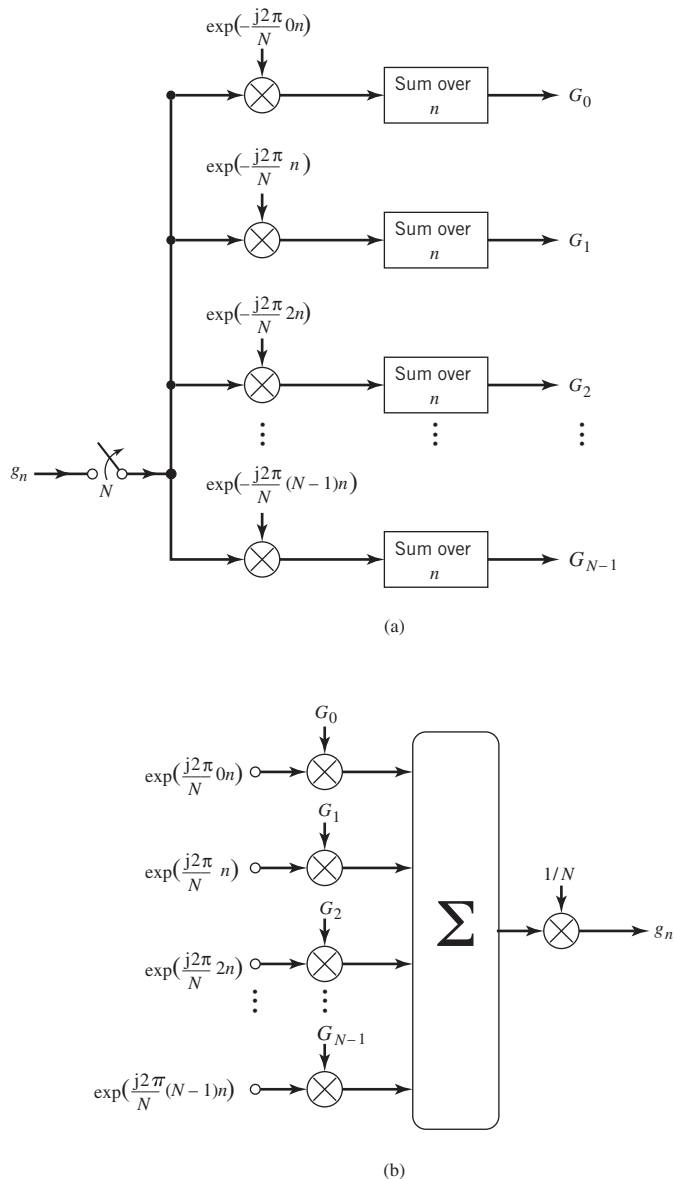 exp(−j2π/N 0n)
Sum over
n
G₀
exp(−j2π/N n)
Sum over
n
G₁
exp(−j2π/N 2n)
Sum over
n
G₂
gₙ
N
exp(−j2π/N (N − 1)n)
Sum over
n
G_{N−1}
(a)
G₀
exp(j2π/N 0n)
G₁
exp(j2π/N n)
G₂
exp(j2π/N 2n)
G_{N−1}
exp(j2π/N (N − 1)n)
Σ
1/N
gₙ
(b)